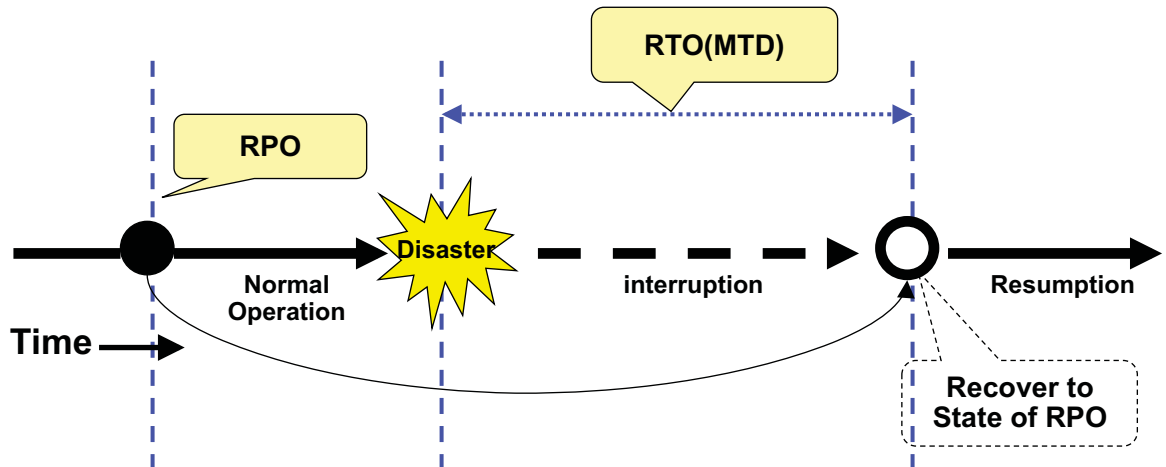 RTO(MTD)
RPO
Disaster
Normal
Operation
interruption
Resumption
Time
Recover to
State of RPO